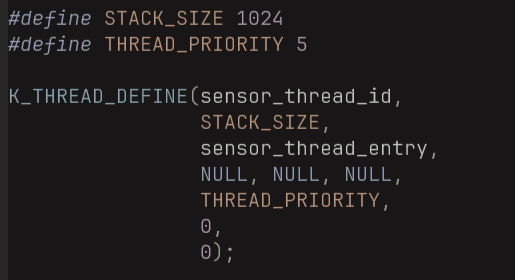 #define STACK_SIZE 1024
#define THREAD_PRIORITY 5

K_THREAD_DEFINE(sensor_thread_id,
                STACK_SIZE,
                sensor_thread_entry,
                NULL, NULL, NULL,
                THREAD_PRIORITY,
                0,
                0);